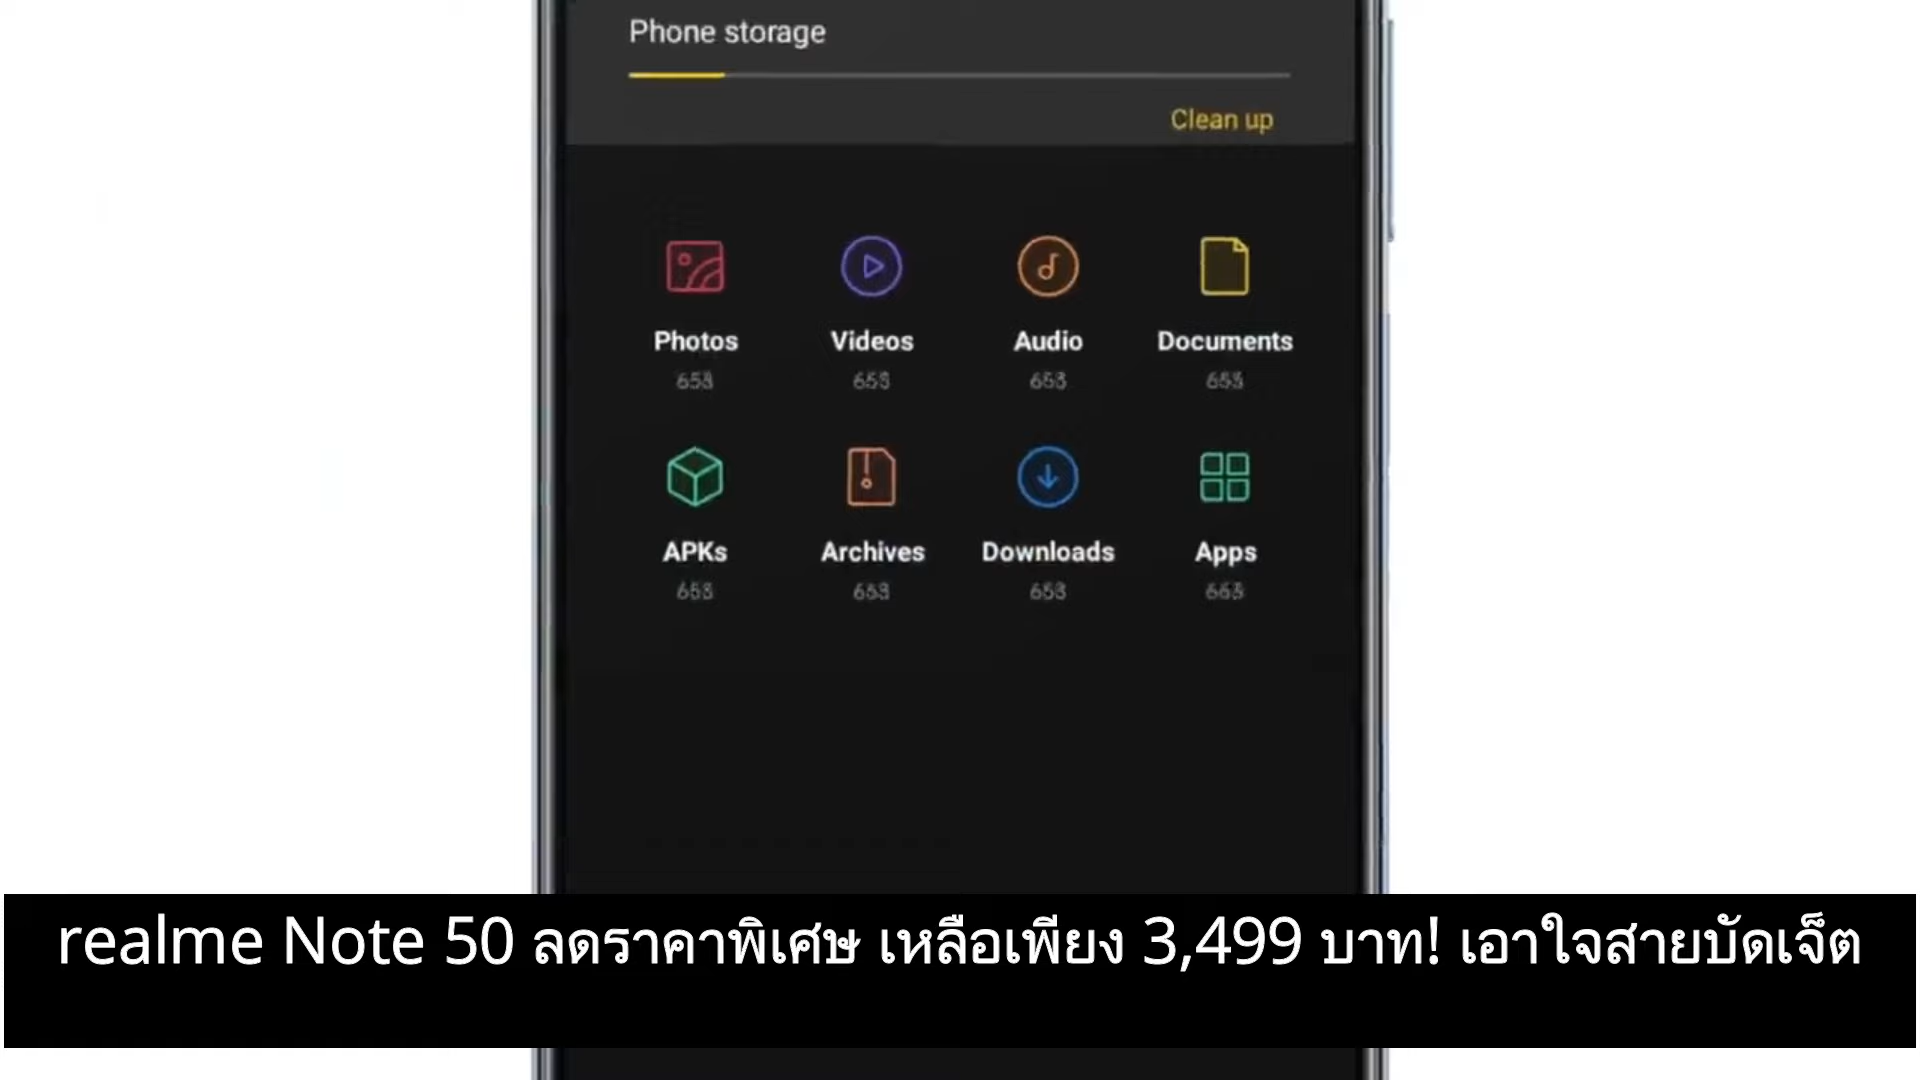 Phone storage
Clean up
Photos Videos Audio Documents
APKs Archives Downloads Apps
realme Note 50 ลดราคาพิเศษ เหลือเพียง 3,499 บาท! เอาใจสายบัดเจ็ต